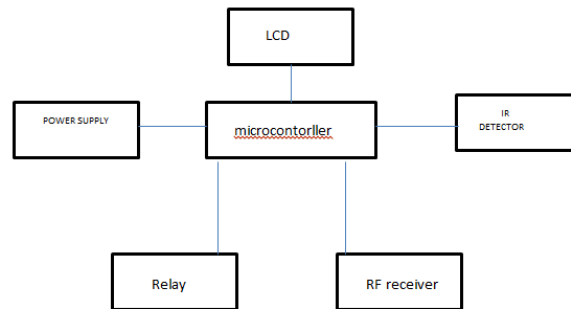 LCD
POWER SUPPLY
microcontorller
IR
DETECTOR
Relay
RF receiver